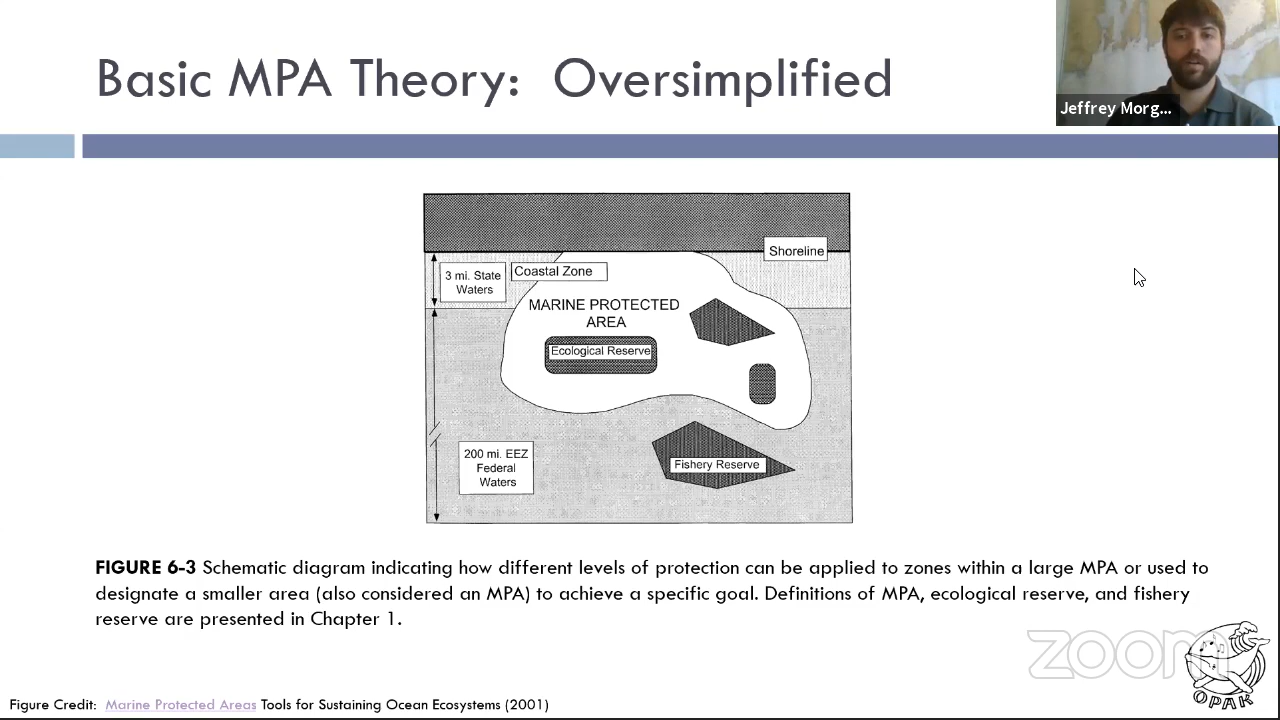 Basic MPA Theory: Oversimplified
Jeffrey Morg...
Shoreline
3 mi. State
Waters
Coastal Zone
MARINE PROTECTED
AREA
Ecological Reserve
200 mi. EEZ
Federal
Waters
Fishery Reserve
FIGURE 6-3 Schematic diagram indicating how different levels of protection can be applied to zones within a large MPA or used to
designate a smaller area (also considered an MPA) to achieve a specific goal. Definitions of MPA, ecological reserve, and fishery
reserve are presented in Chapter 1.
zoom
OPAK
Figure Credit: Marine Protected Areas Tools for Sustaining Ocean Ecosystems (2001)